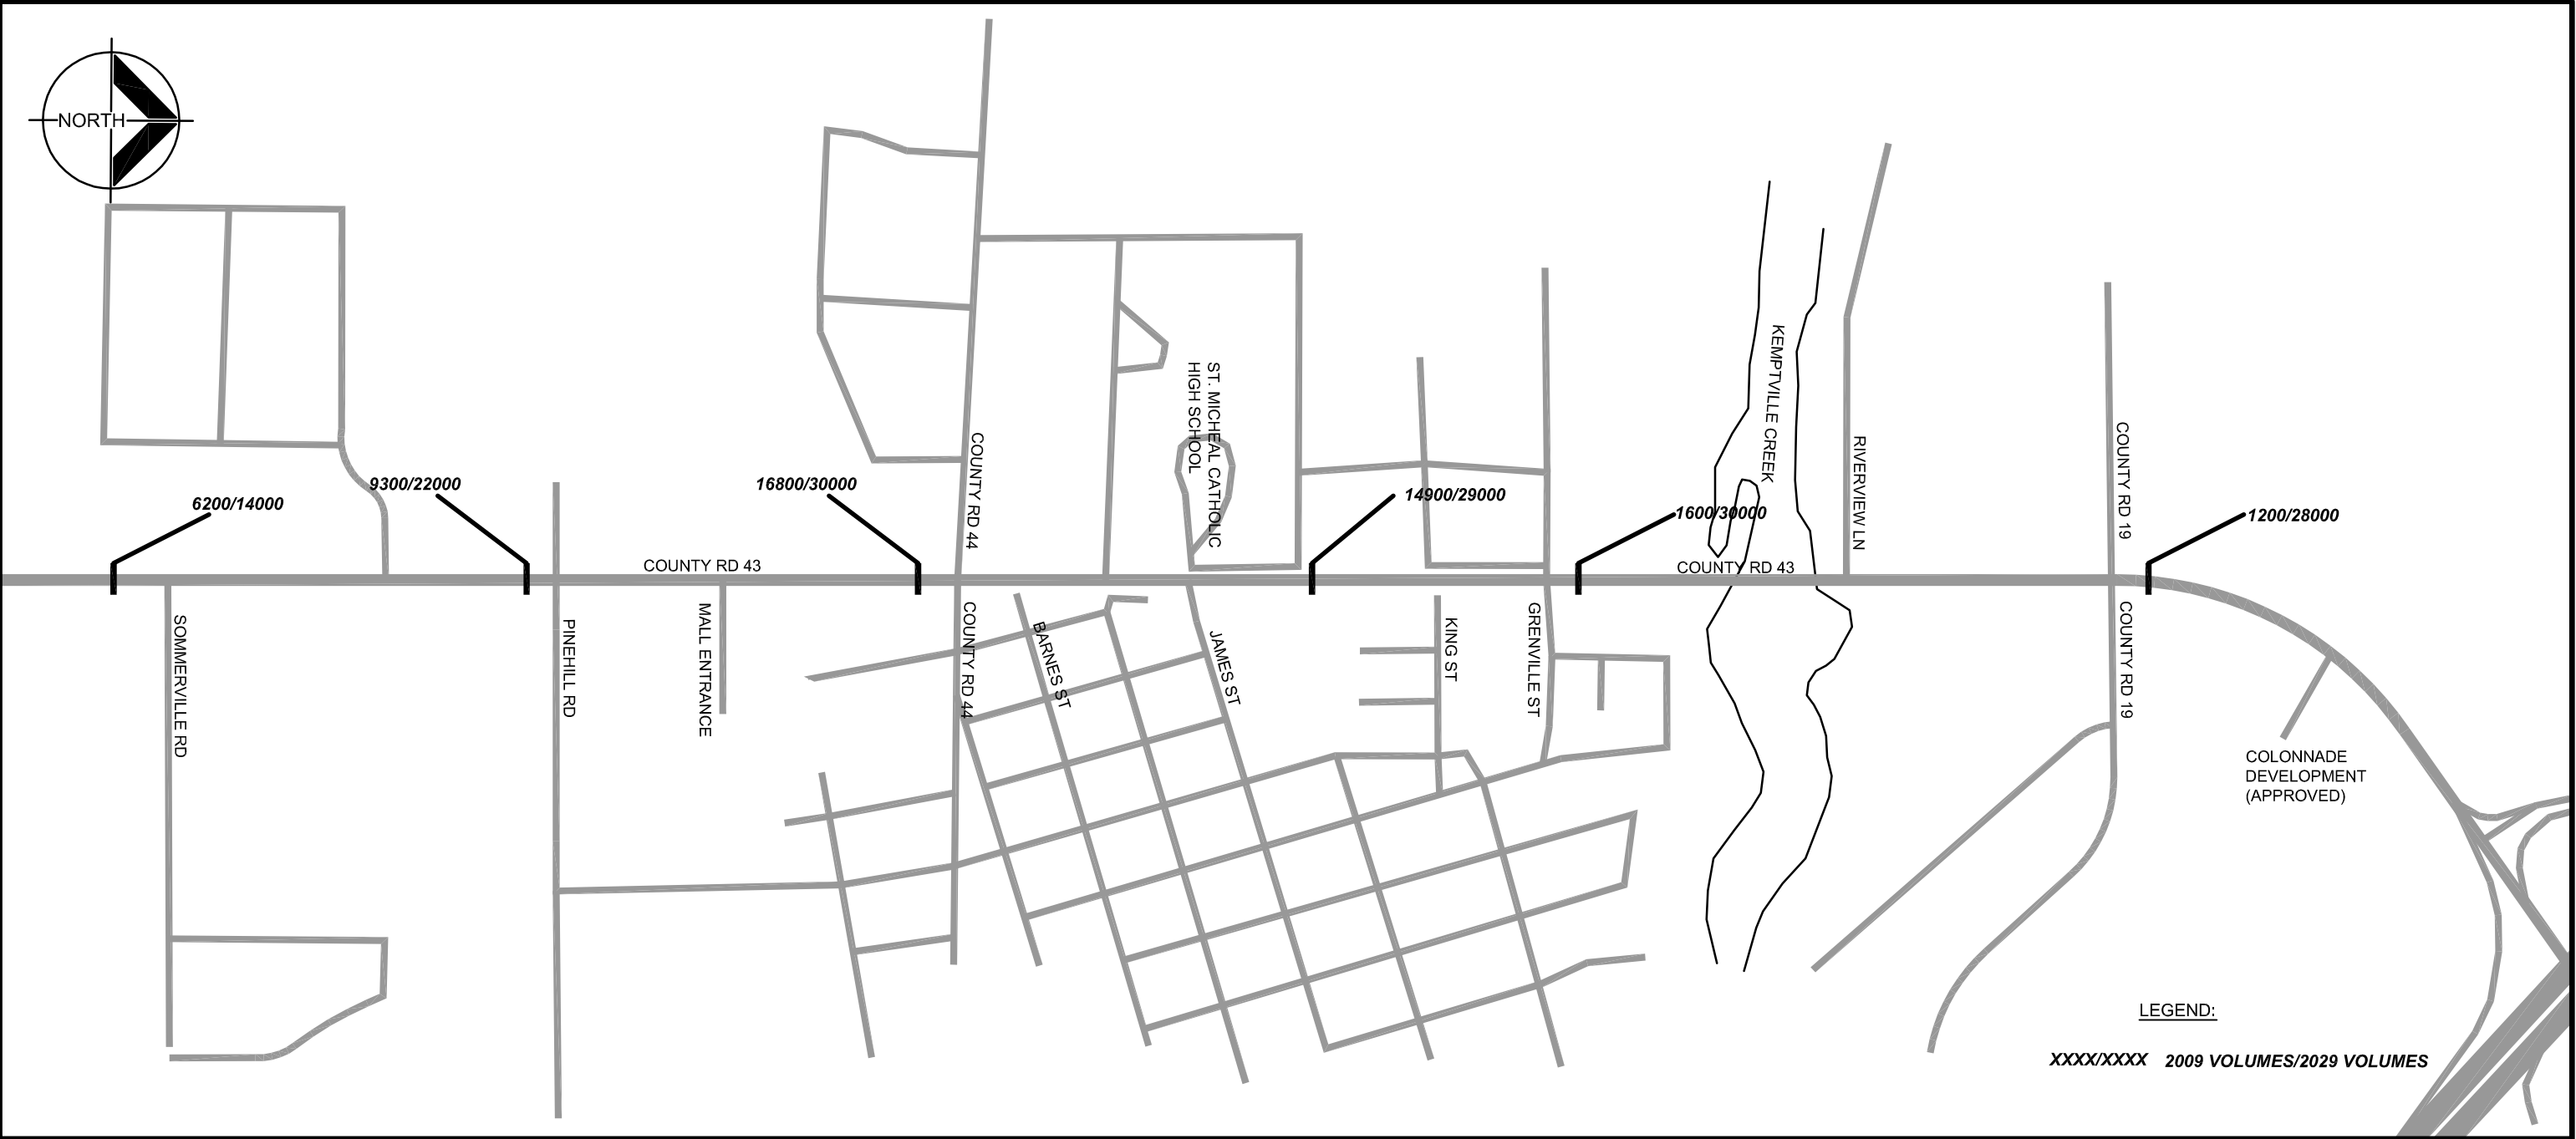 NORTH
6200/14000
9300/22000
16800/30000
14900/29000
1600/30000
1200/28000
COUNTY RD 44
ST. MICHEAL CATHOLIC
HIGH SCHOOL
KEMPTVILLE CREEK
RIVERVIEW LN
COUNTY RD 19
COUNTY RD 43
COUNTY RD 43
SOMMERVILLE RD
PINEHILL RD
MALL ENTRANCE
COUNTY RD 44
BARNES ST
JAMES ST
KING ST
GRENVILLE ST
COUNTY RD 19
COLONNADE
DEVELOPMENT
(APPROVED)
LEGEND:
XXXX/XXXX 2009 VOLUMES/2029 VOLUMES